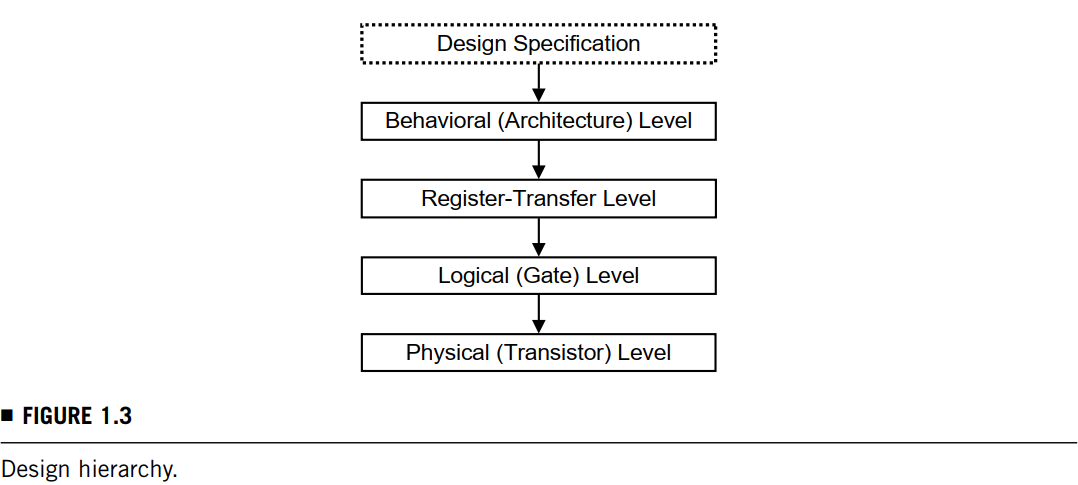 Design Specification
Behavioral (Architecture) Level
Register-Transfer Level
Logical (Gate) Level
Physical (Transistor) Level
■ FIGURE 1.3
Design hierarchy.